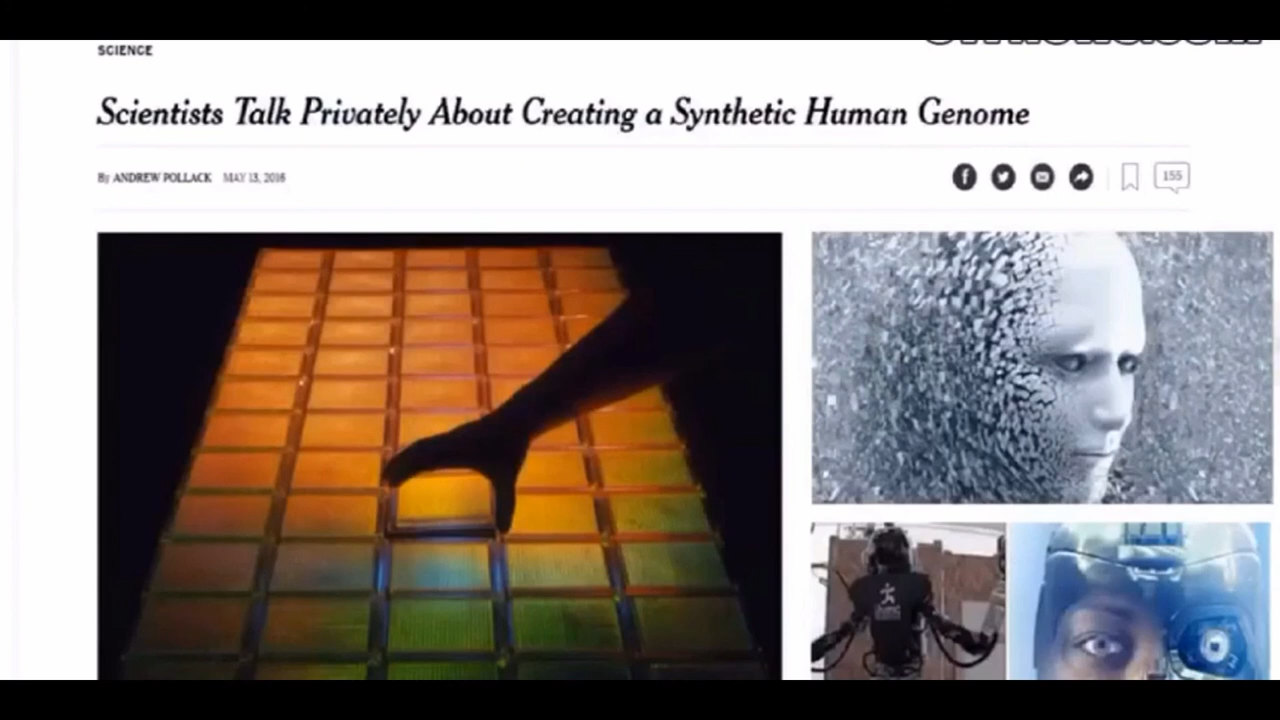 SCIENCE
Scientists Talk Privately About Creating a Synthetic Human Genome
By ANDREW POLLACK MAY 13, 2016
155